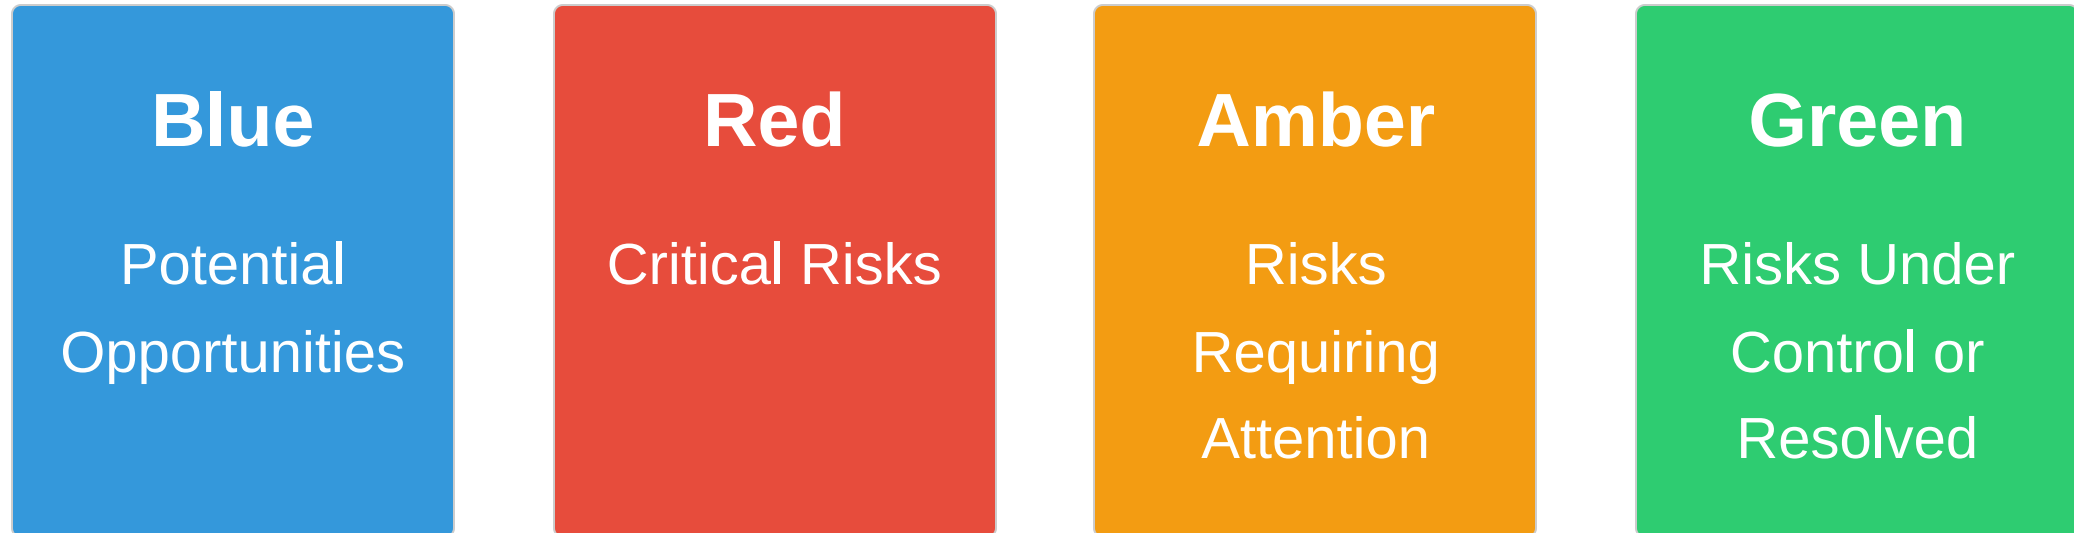 Blue
Potential
Opportunities
Red
Critical Risks
Amber
Risks
Requiring
Attention
Green
Risks Under
Control or
Resolved